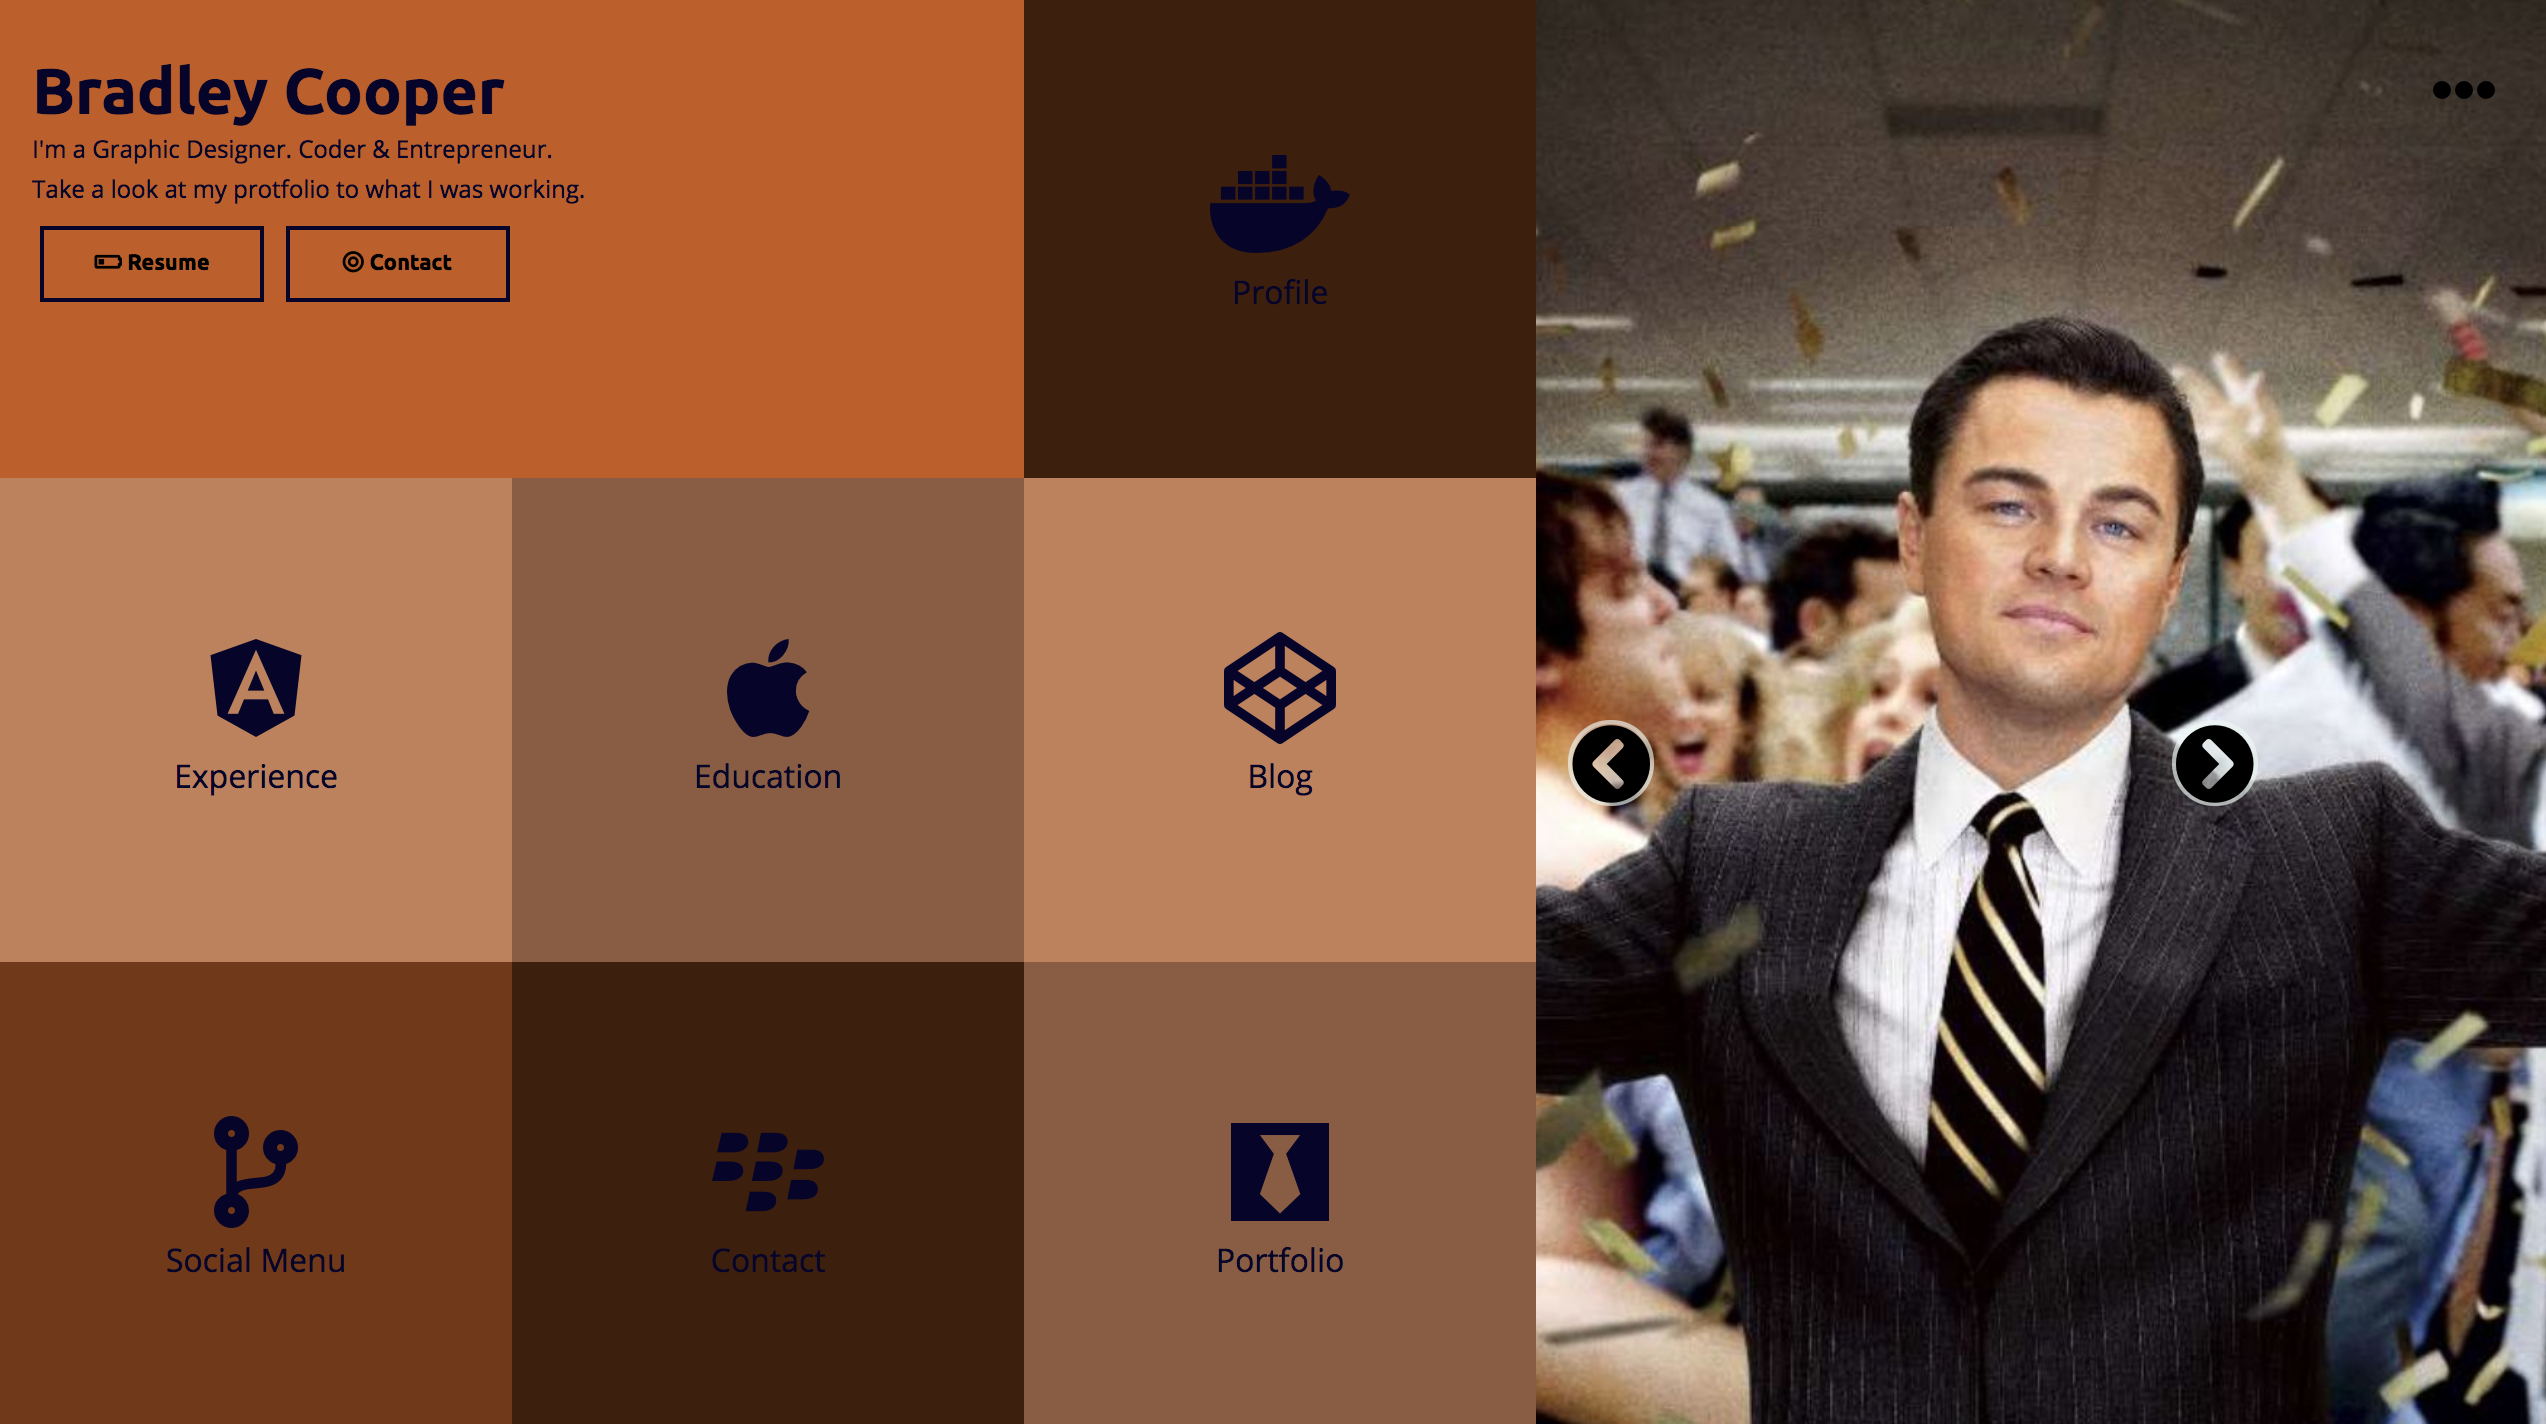 Bradley Cooper
I'm a Graphic Designer. Coder & Entrepreneur.
Take a look at my protfolio to what I was working.
Resume
Contact
Profile
Experience
Education
Blog
Social Menu
Contact
Portfolio